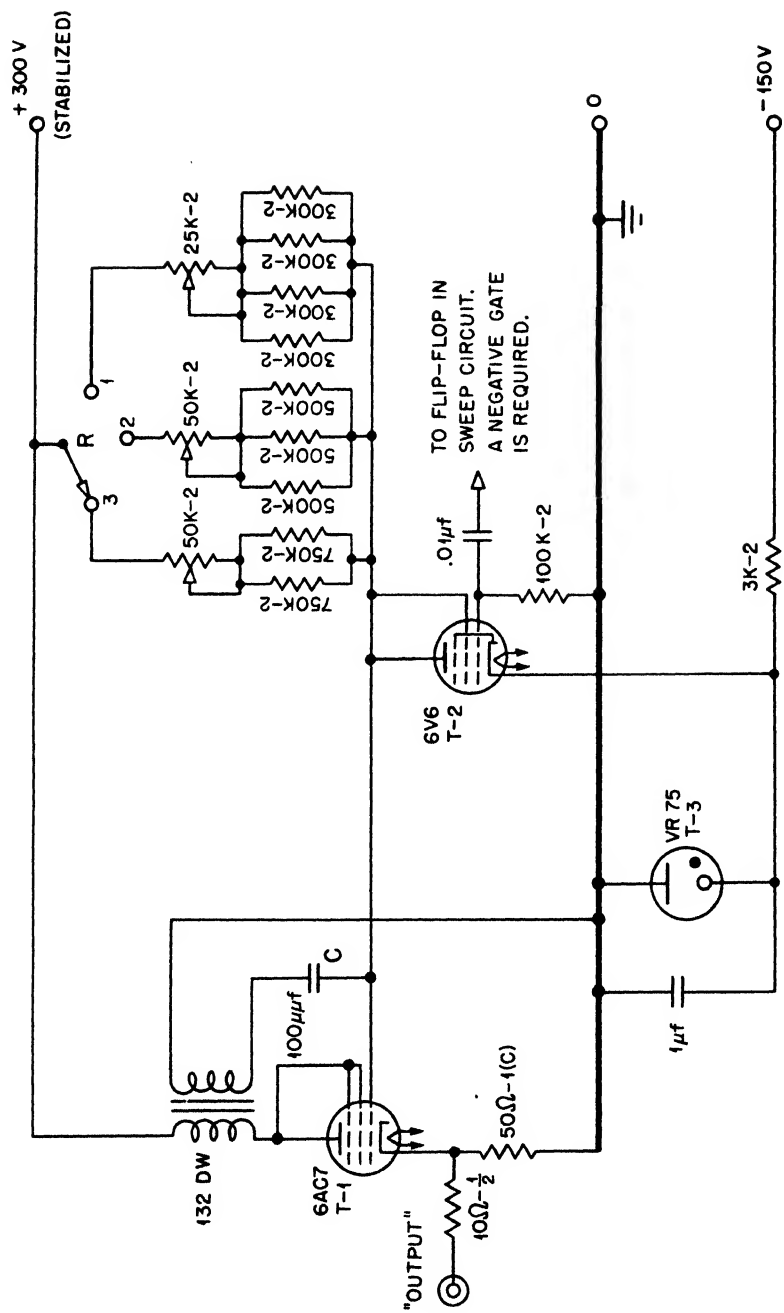 + 300 V
(STABILIZED)
132 DW
R
3
2
1
50K-2
50K-2
25K-2
750K-2
750K-2
500K-2
500K-2
500K-2
300K-2
300K-2
300K-2
300K-2
100μμf
C
6AC7
T-1
"OUTPUT"
10Ω-½
50Ω-1(C)
6V6
T-2
.01μf
TO FLIP-FLOP IN
SWEEP CIRCUIT.
A NEGATIVE GATE
IS REQUIRED.
100K-2
0
VR 75
T-3
1μf
3K-2
-150V